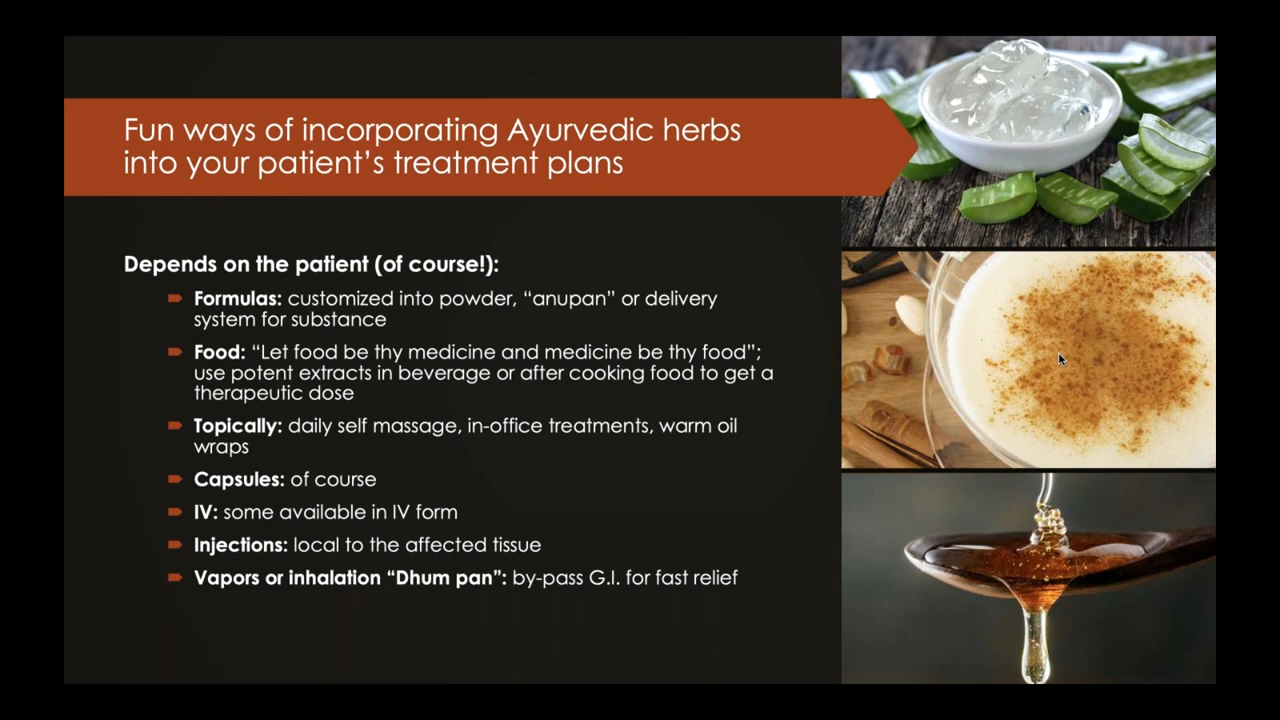 Fun ways of incorporating Ayurvedic herbs
into your patient’s treatment plans
Depends on the patient (of course!):
Formulas: customized into powder, “anupan” or delivery
system for substance
Food: “Let food be thy medicine and medicine be thy food”;
use potent extracts in beverage or after cooking food to get a
therapeutic dose
Topically: daily self massage, in-office treatments, warm oil
wraps
Capsules: of course
IV: some available in IV form
Injections: local to the affected tissue
Vapors or inhalation “Dhum pan”: by-pass G.I. for fast relief